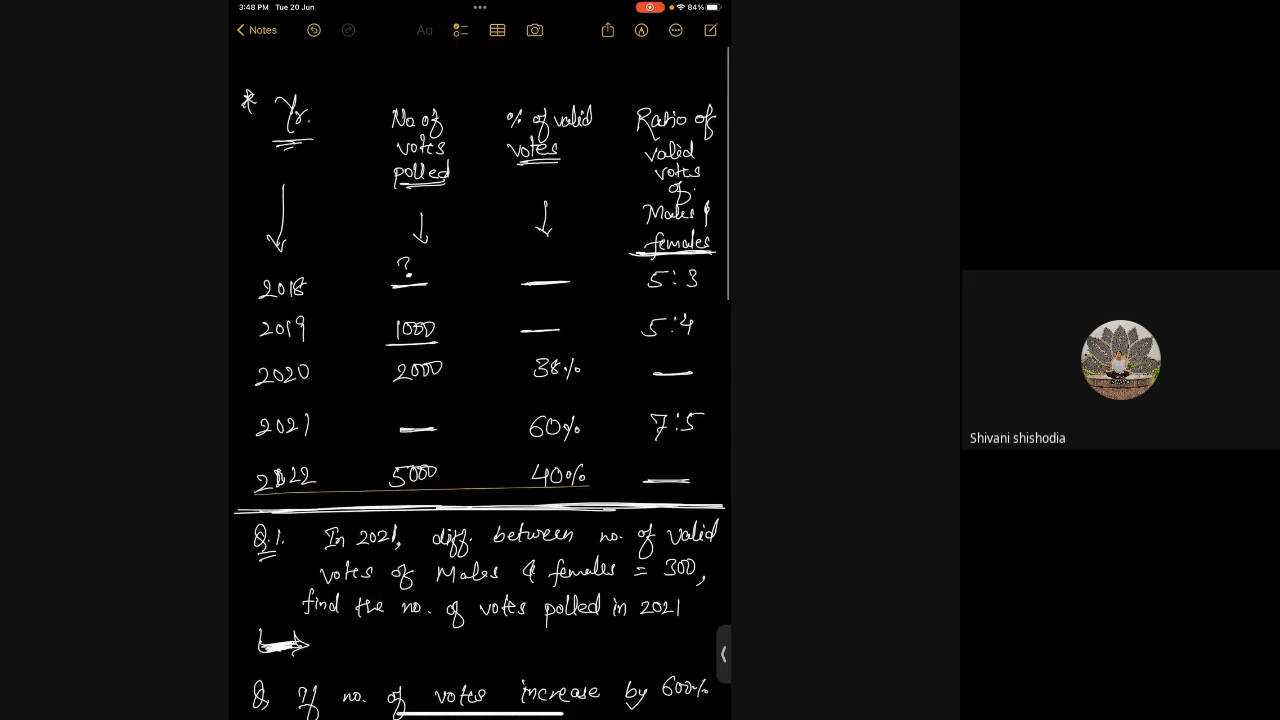 3:48 PM Tue 20 Jun
84%
Notes
Aa
* Yr. No of votes polled % of valid votes Ratio of valid votes of. Males & females
2018 ? — 5:3
2019 1000 — 5:4
2020 2000 38% —
2021 — 60% 7:5
2022 5000 40% —
Q.1. In 2021, diff. between no. of valid
votes of Males & females = 300,
find the no. of votes polled in 2021
Q, If no. of votes increase by 600%
Shivani shishodia